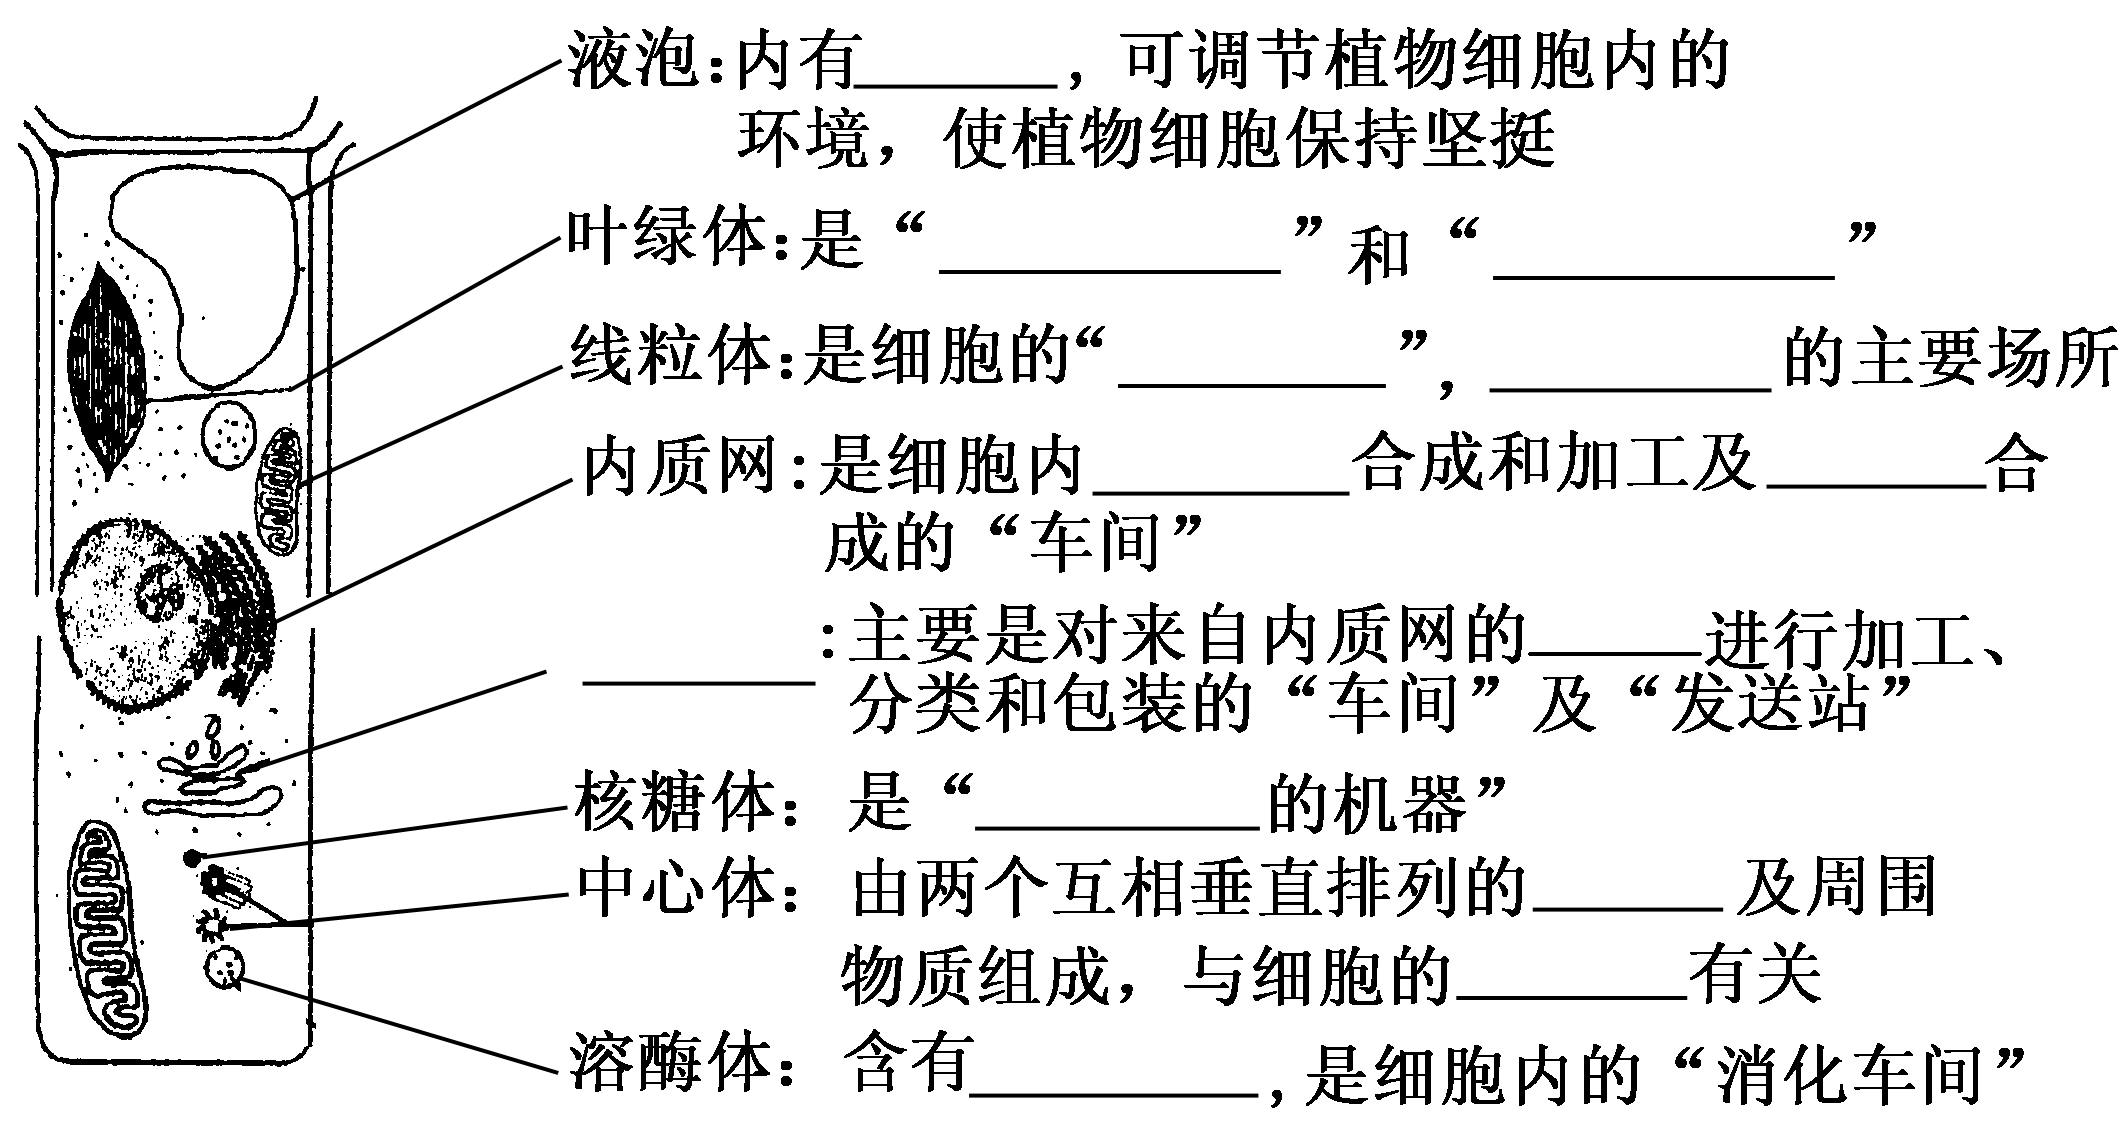 液泡:内有______,可调节植物细胞内的
环境,使植物细胞保持坚挺
叶绿体:是“__________”和“__________”
线粒体:是细胞的“________”,________的主要场所
内质网:是细胞内________合成和加工及______合
成的“车间”
______:主要是对来自内质网的_____进行加工、
分类和包装的“车间”及“发送站”
核糖体:是“________的机器”
中心体:由两个互相垂直排列的______及周围
物质组成,与细胞的______有关
溶酶体:含有________,是细胞内的“消化车间”